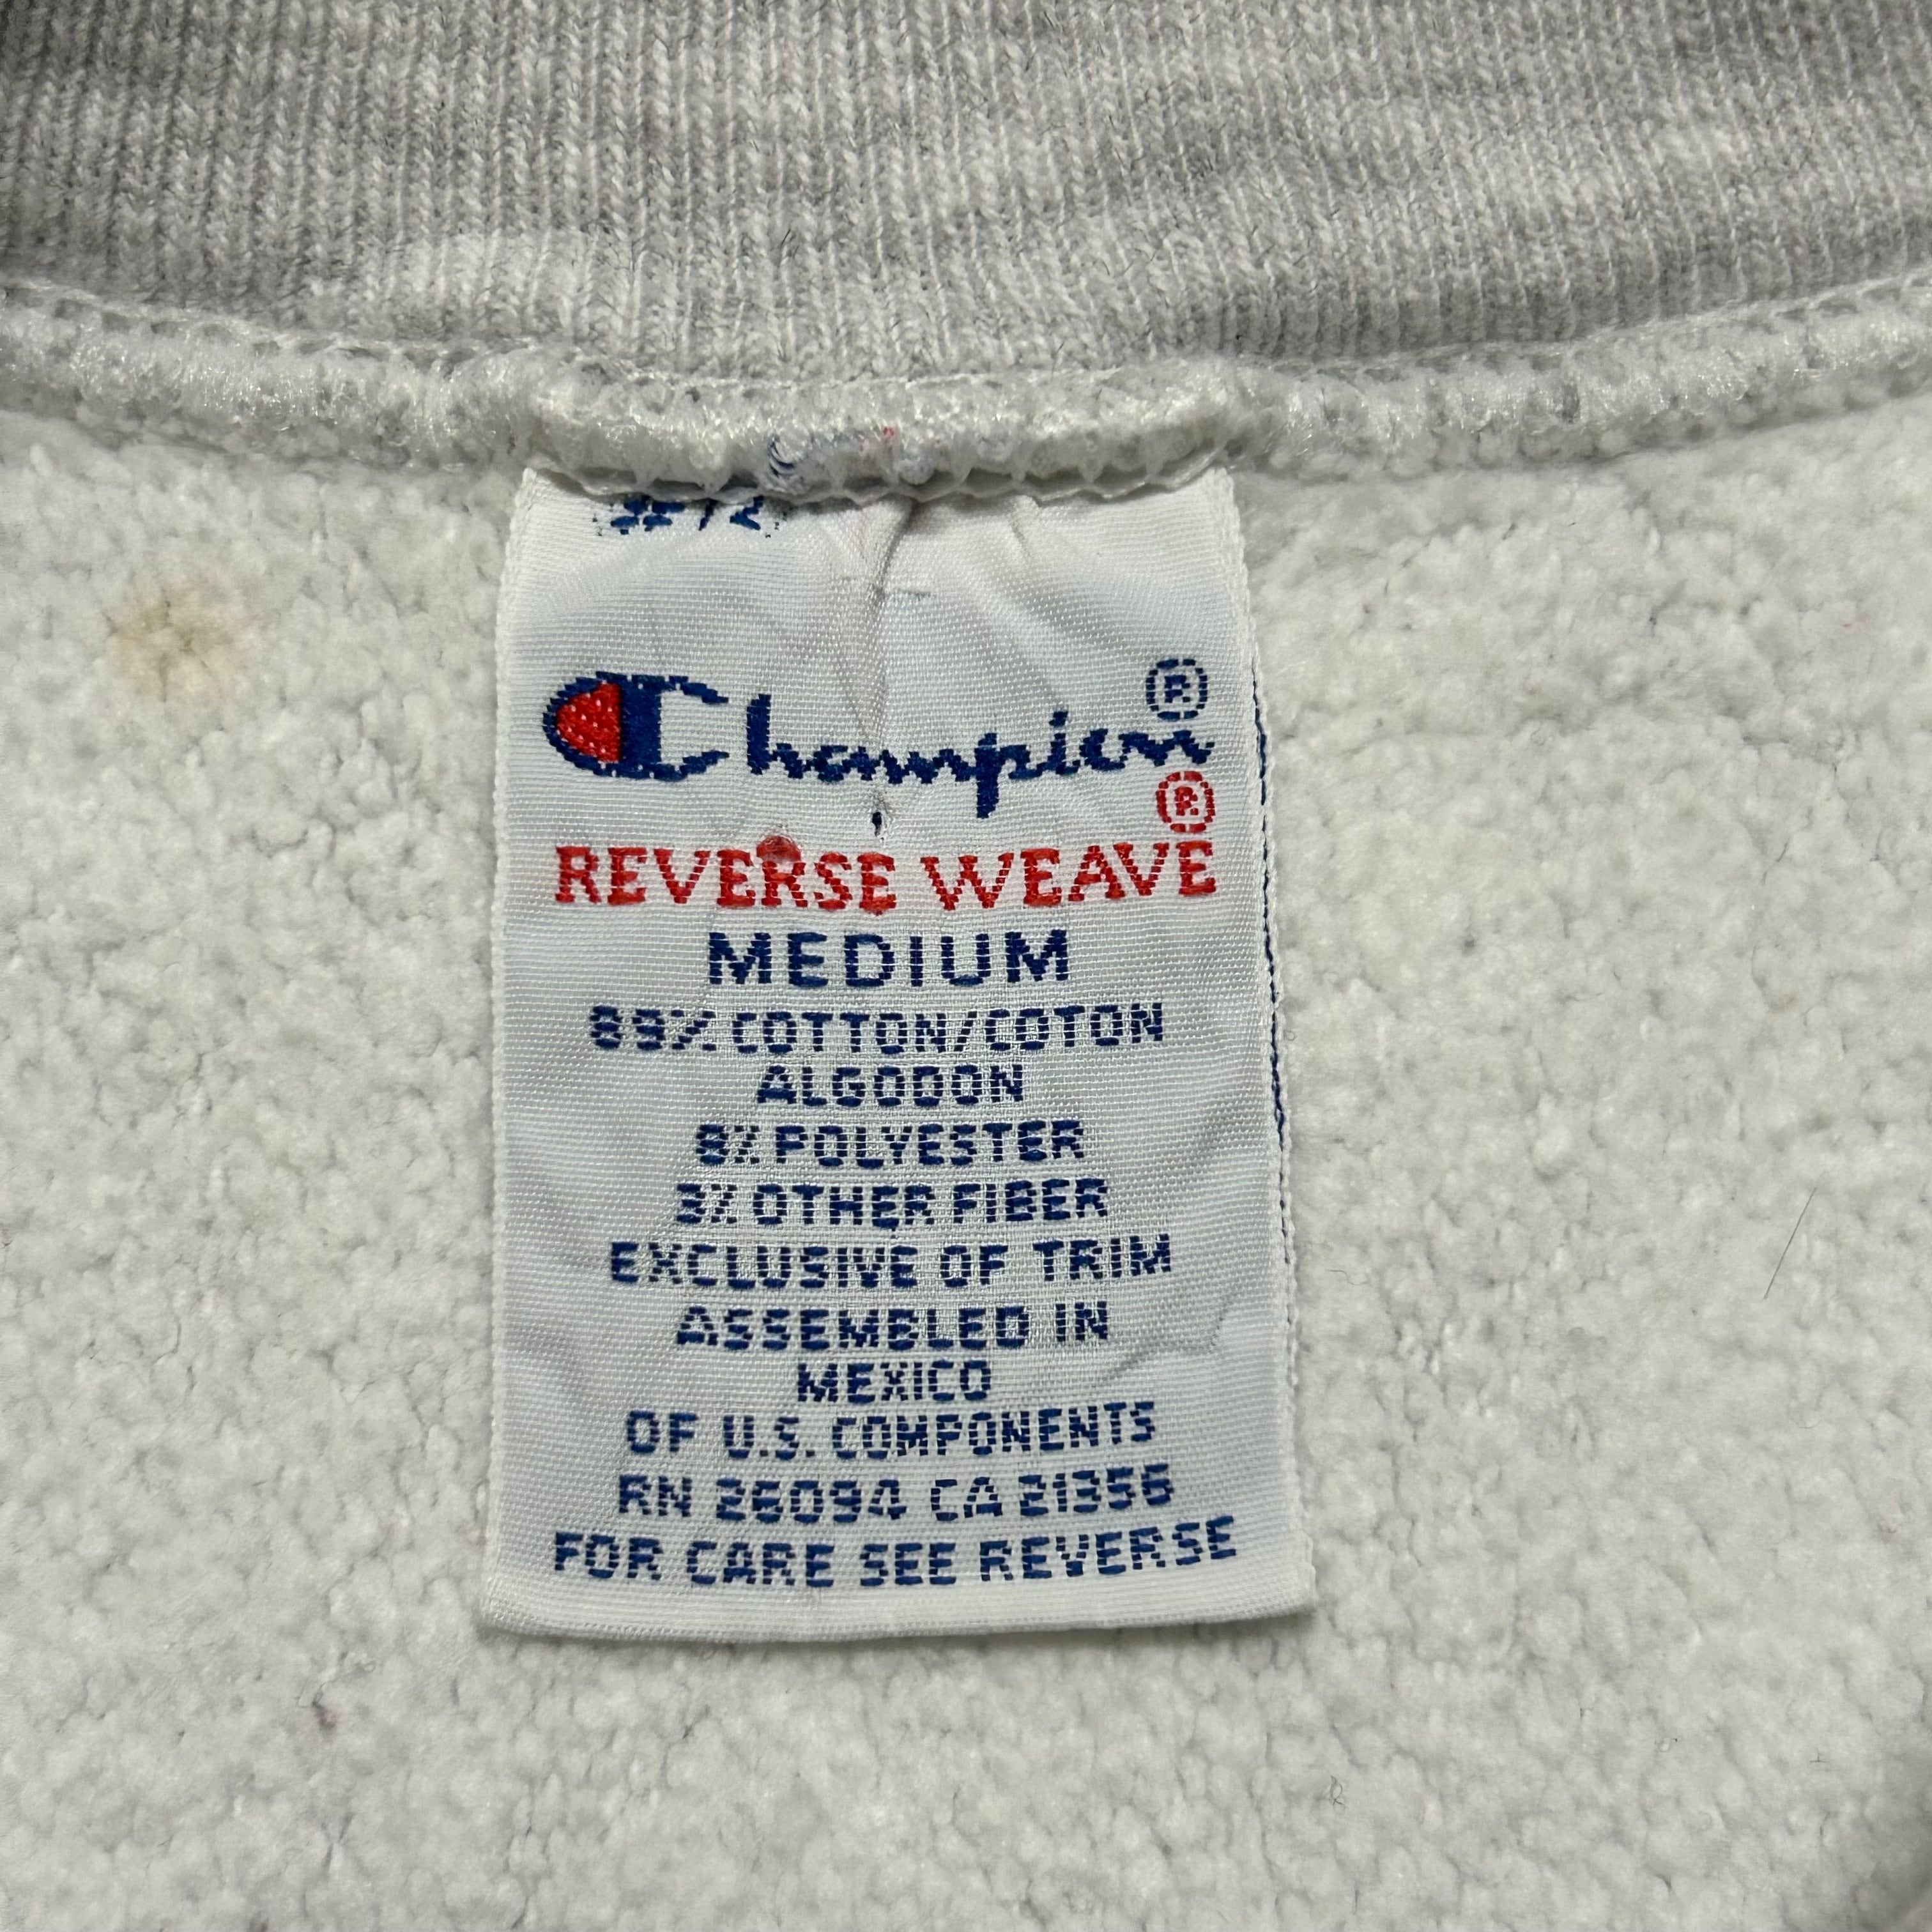 Champion®
®
REVERSE WEAVE
MEDIUM
89% COTTON/COTON
ALGODON
8% POLYESTER
3% OTHER FIBER
EXCLUSIVE OF TRIM
ASSEMBLED IN
MEXICO
OF U.S. COMPONENTS
RN 26094 CA 21356
FOR CARE SEE REVERSE